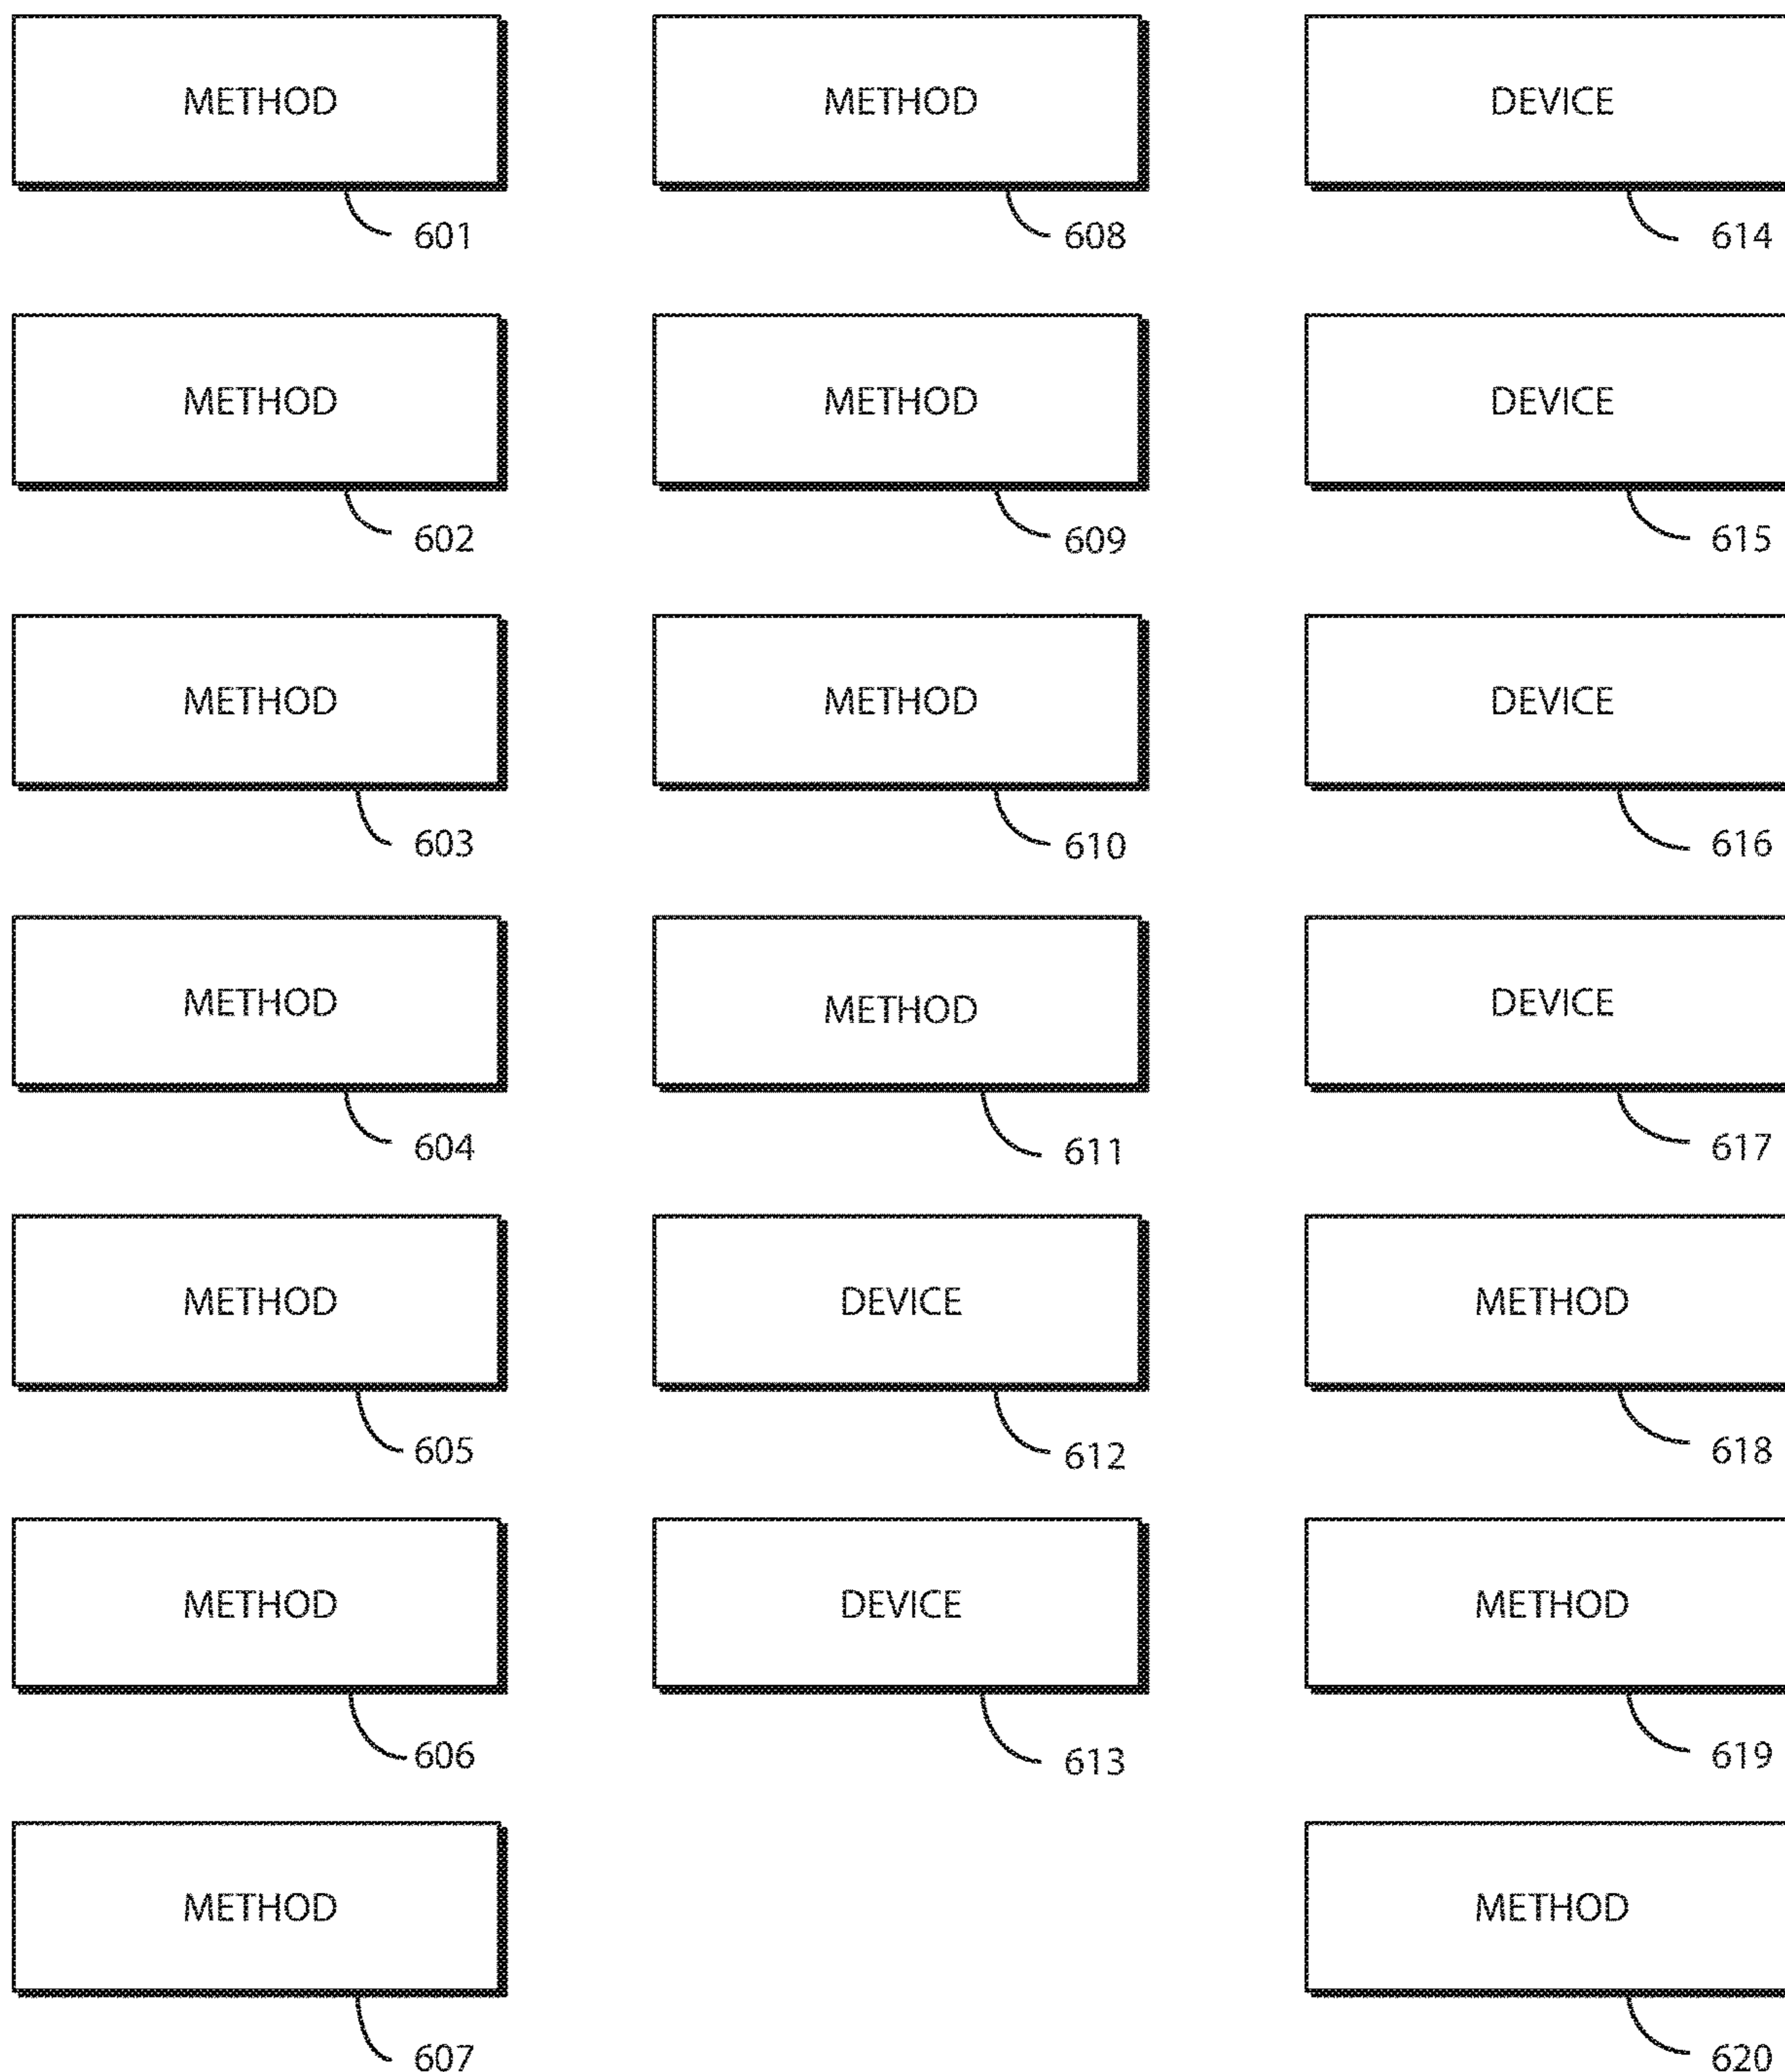 METHOD
601
METHOD
602
METHOD
603
METHOD
604
METHOD
605
METHOD
606
METHOD
607
METHOD
608
METHOD
609
METHOD
610
METHOD
611
DEVICE
612
DEVICE
613
DEVICE
614
DEVICE
615
DEVICE
616
DEVICE
617
METHOD
618
METHOD
619
METHOD
620